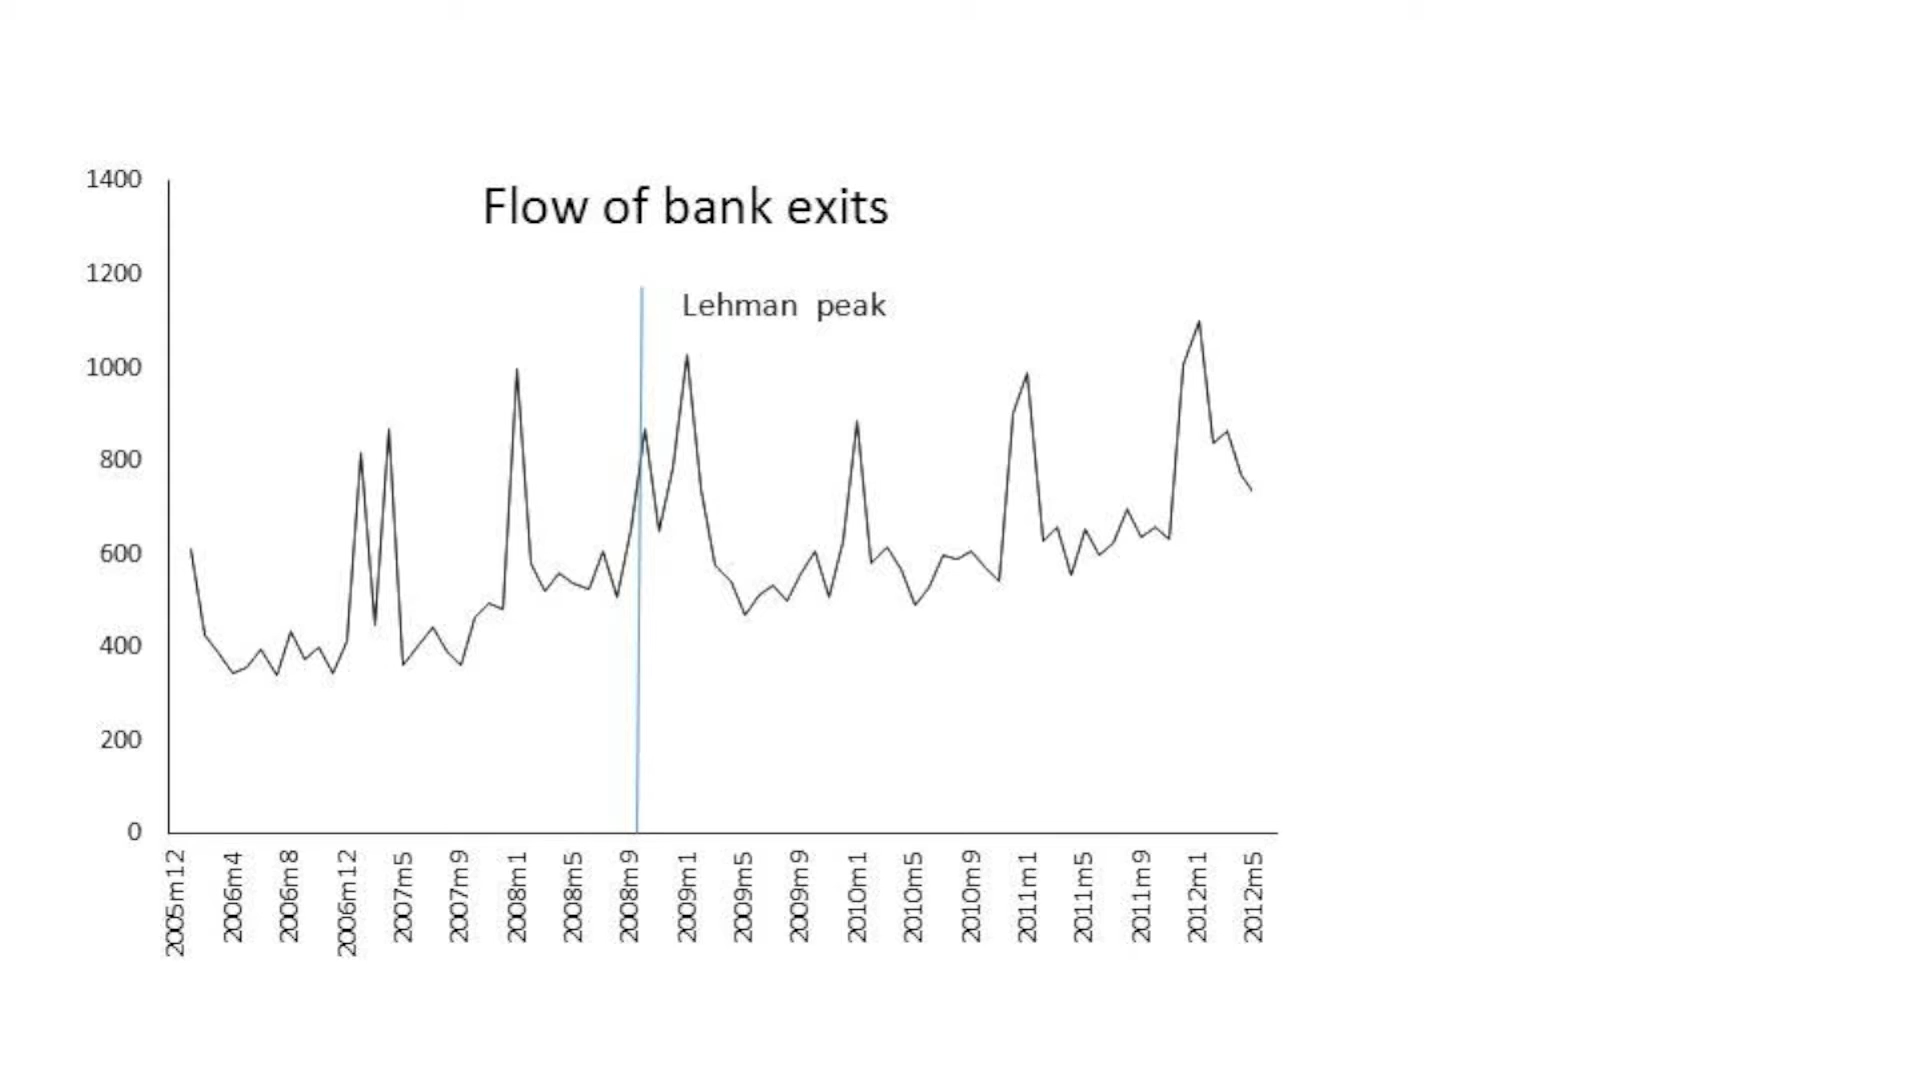 Flow of bank exits
Lehman peak
1400
1200
1000
800
600
400
200
0
2005m12
2006m4
2006m8
2006m12
2007m5
2007m9
2008m1
2008m5
2008m9
2009m1
2009m5
2009m9
2010m1
2010m5
2010m9
2011m1
2011m5
2011m9
2012m1
2012m5